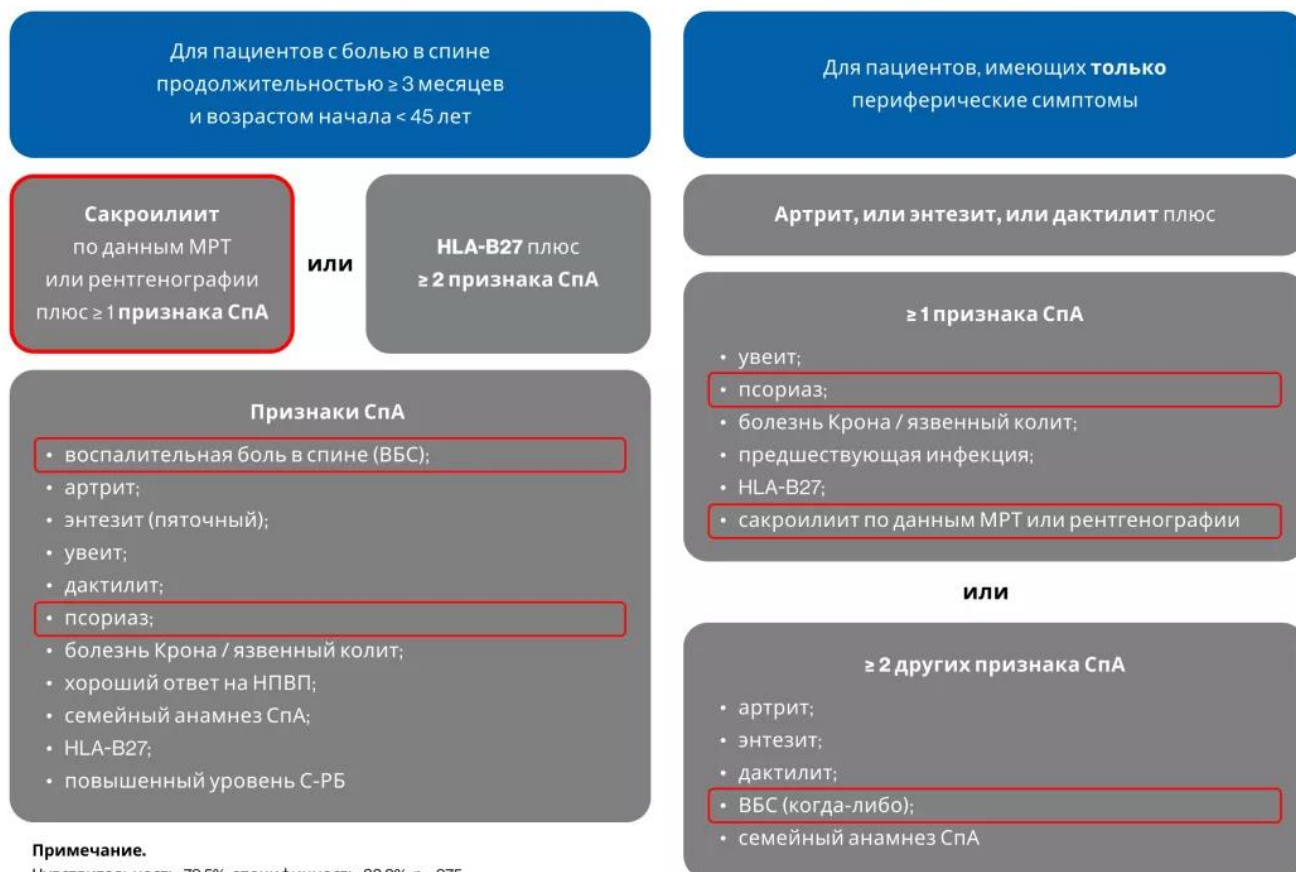 Для пациентов с болью в спине
продолжительностью ≥ 3 месяцев
и возрастом начала < 45 лет
Сакроилиит
по данным МРТ
или рентгенографии
плюс ≥ 1 признака СпА
или
HLA-B27 плюс
≥ 2 признака СпА
Признаки СпА
• воспалительная боль в спине (ВБС);
• артрит;
• энтезит (пяточный);
• увеит;
• дактилит;
• псориаз;
• болезнь Крона / язвенный колит;
• хороший ответ на НПВП;
• семейный анамнез СпА;
• HLA-B27;
• повышенный уровень С-РБ
Примечание.
Для пациентов, имеющих только
периферические симптомы
Артрит, или энтезит, или дактилит плюс
≥ 1 признака СпА
• увеит;
• псориаз;
• болезнь Крона / язвенный колит;
• предшествующая инфекция;
• HLA-B27;
• сакроилиит по данным МРТ или рентгенографии
или
≥ 2 других признака СпА
• артрит;
• энтезит;
• дактилит;
• ВБС (когда-либо);
• семейный анамнез СпА